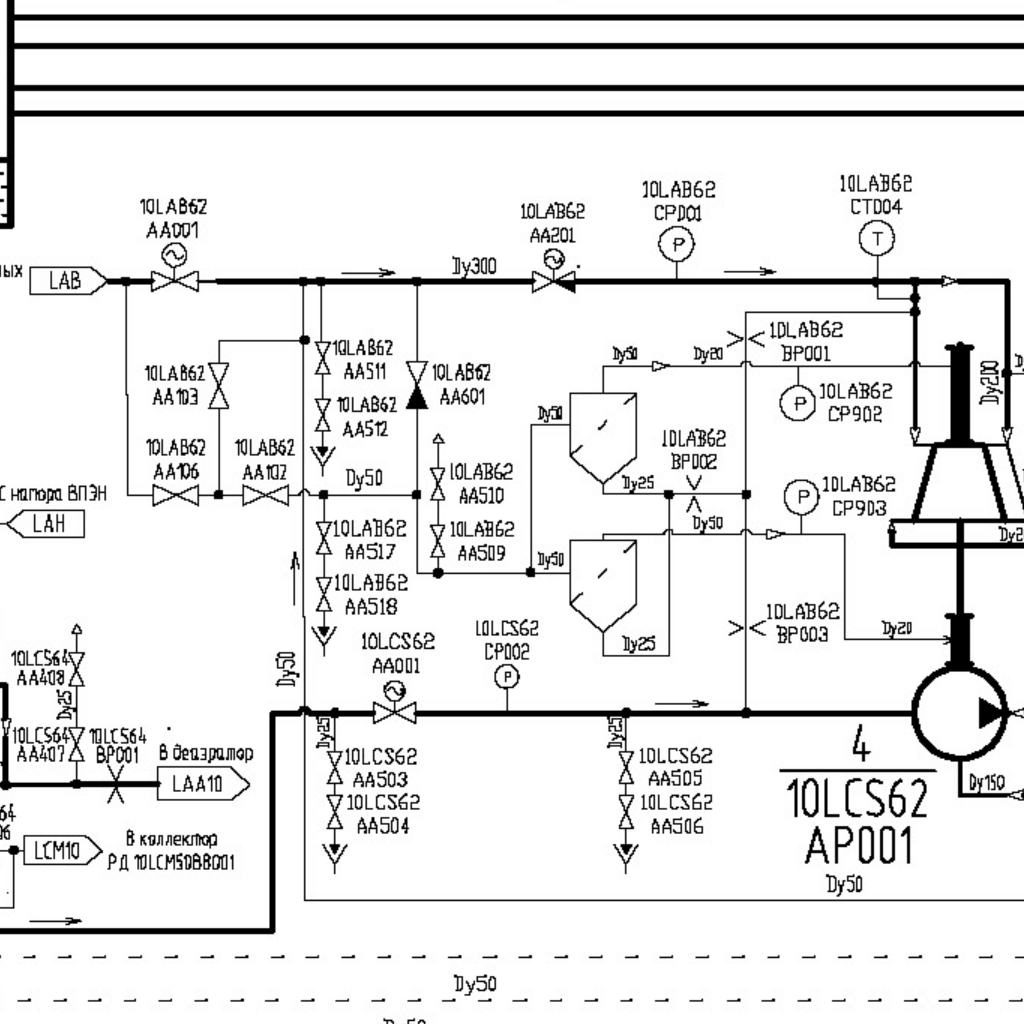 10LAB62
AA001
10LAB62
AA201
10LAB62
CP001
10LAB62
CT004
LAB
Dy300
10LAB62
AA103
10LAB62
AA511
10LAB62
AA512
10LAB62
AA601
Dy50
Dy20
10LAB62
BP001
P
T
10LAB62
CP902
P
Dy200
Dy50
10LAB62
AA106
10LAB62
AA102
Dy50
10LAB62
AA510
10LAB62
BP002
Dy25
10LAB62
CP903
P
С напора ВПЭН
LAH
10LAB62
AA517
10LAB62
AA509
Dy50
10LAB62
AA518
Dy50
Dy25
10LAB62
BP003
Dy20
10LCS62
AA001
10LCS62
CP002
P
Dy50
10LCS64
AA408
Dy25
10LCS64
AA407
10LCS64
BP001
В деаэратор
LAA10
Dy25
10LCS62
AA503
10LCS62
AA504
Dy25
10LCS62
AA505
10LCS62
AA506
4
10LCS62
AP001
Dy150
LCM10
В коллектор
РД 10LCM50BB001
Dy50
Dy50